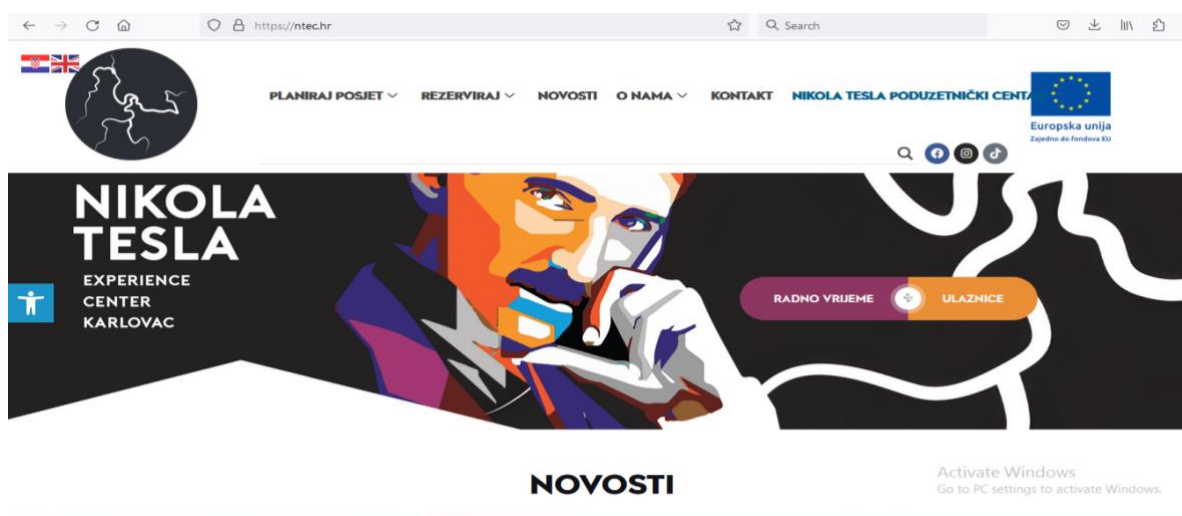 https://ntec.hr
Search
PLANIRAJ POSJET
REZERVIRAJ
NOVOSTI
O NAMA
KONTAKT
NIKOLA TESLA PODUZETNIČKI CENTA
Europska unija
Zajedno do fondova EU
NIKOLA
TESLA
EXPERIENCE
CENTER
KARLOVAC
RADNO VRIJEME
ULAZNICE
NOVOSTI
Activate Windows
Go to PC settings to activate Windows.